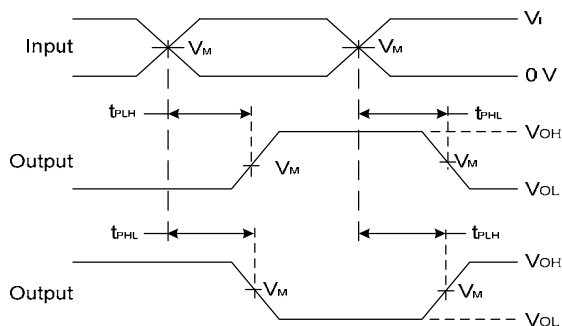 VI
Input VM VM
0 V
tPLH tPHL
VOH
Output VM VM
VOL
tPHL tPLH
VOH
Output VM VM
VOL